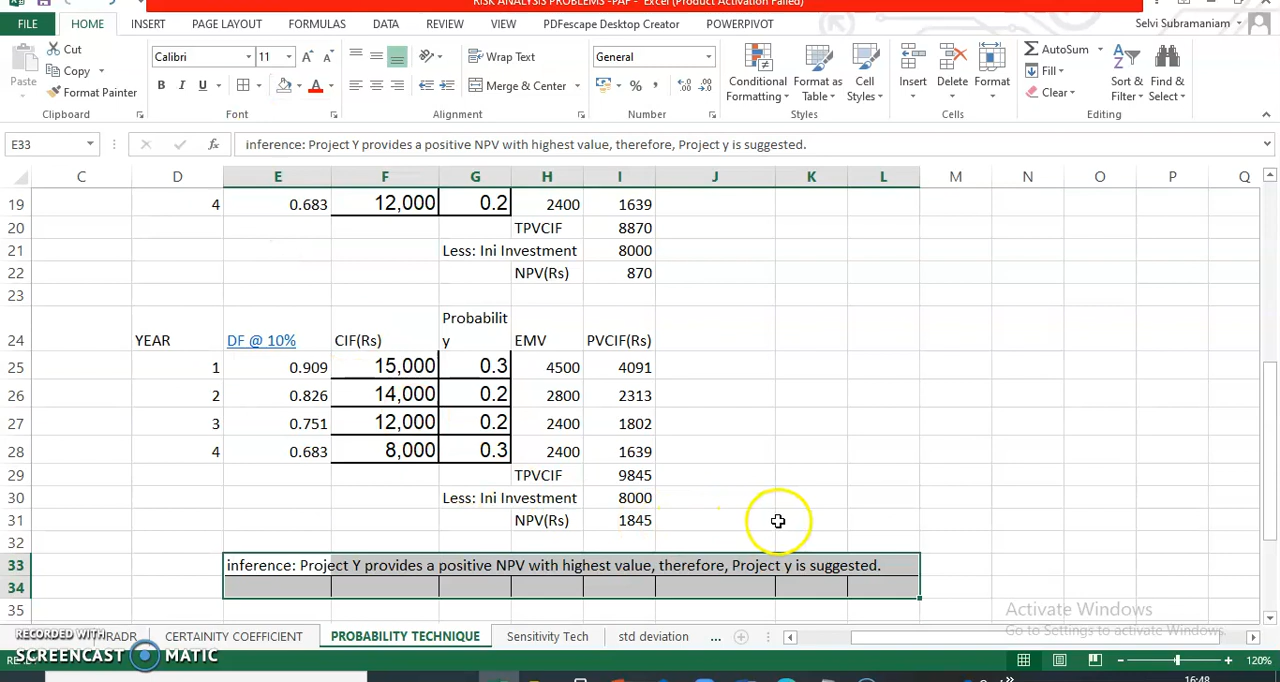 RISK ANALYSIS PROBLEMS -PAF - Excel (Product Activation Failed)
FILE HOME INSERT PAGE LAYOUT FORMULAS DATA REVIEW VIEW PDFescape Desktop Creator POWERPIVOT Selvi Subramaniam
Paste Cut Copy Format Painter Clipboard
Calibri 11 A A B I U A Font
Wrap Text Merge & Center Alignment
General % , Number
Conditional Formatting Format as Table Cell Styles Styles
Insert Delete Format Cells
AutoSum Fill Clear Sort & Filter Find & Select Editing
E33 fx inference: Project Y provides a positive NPV with highest value, therefore, Project y is suggested.
C D E F G H I J K L M N O P Q
19 4 0.683 12,000 0.2 2400 1639
20 TPVCIF 8870
21 Less: Ini Investment 8000
22 NPV(Rs) 870
23
24 YEAR DF @ 10% CIF(Rs) Probability EMV PVCIF(Rs)
25 1 0.909 15,000 0.3 4500 4091
26 2 0.826 14,000 0.2 2800 2313
27 3 0.751 12,000 0.2 2400 1802
28 4 0.683 8,000 0.3 2400 1639
29 TPVCIF 9845
30 Less: Ini Investment 8000
31 NPV(Rs) 1845
32
33 inference: Project Y provides a positive NPV with highest value, therefore, Project y is suggested.
34
35
Activate Windows
Go to Settings to activate Windows.
RADR CERTAINITY COEFFICIENT PROBABILITY TECHNIQUE Sensitivity Tech std deviation ...
RECORDED WITH
SCREENCAST MATIC
120%
16:48